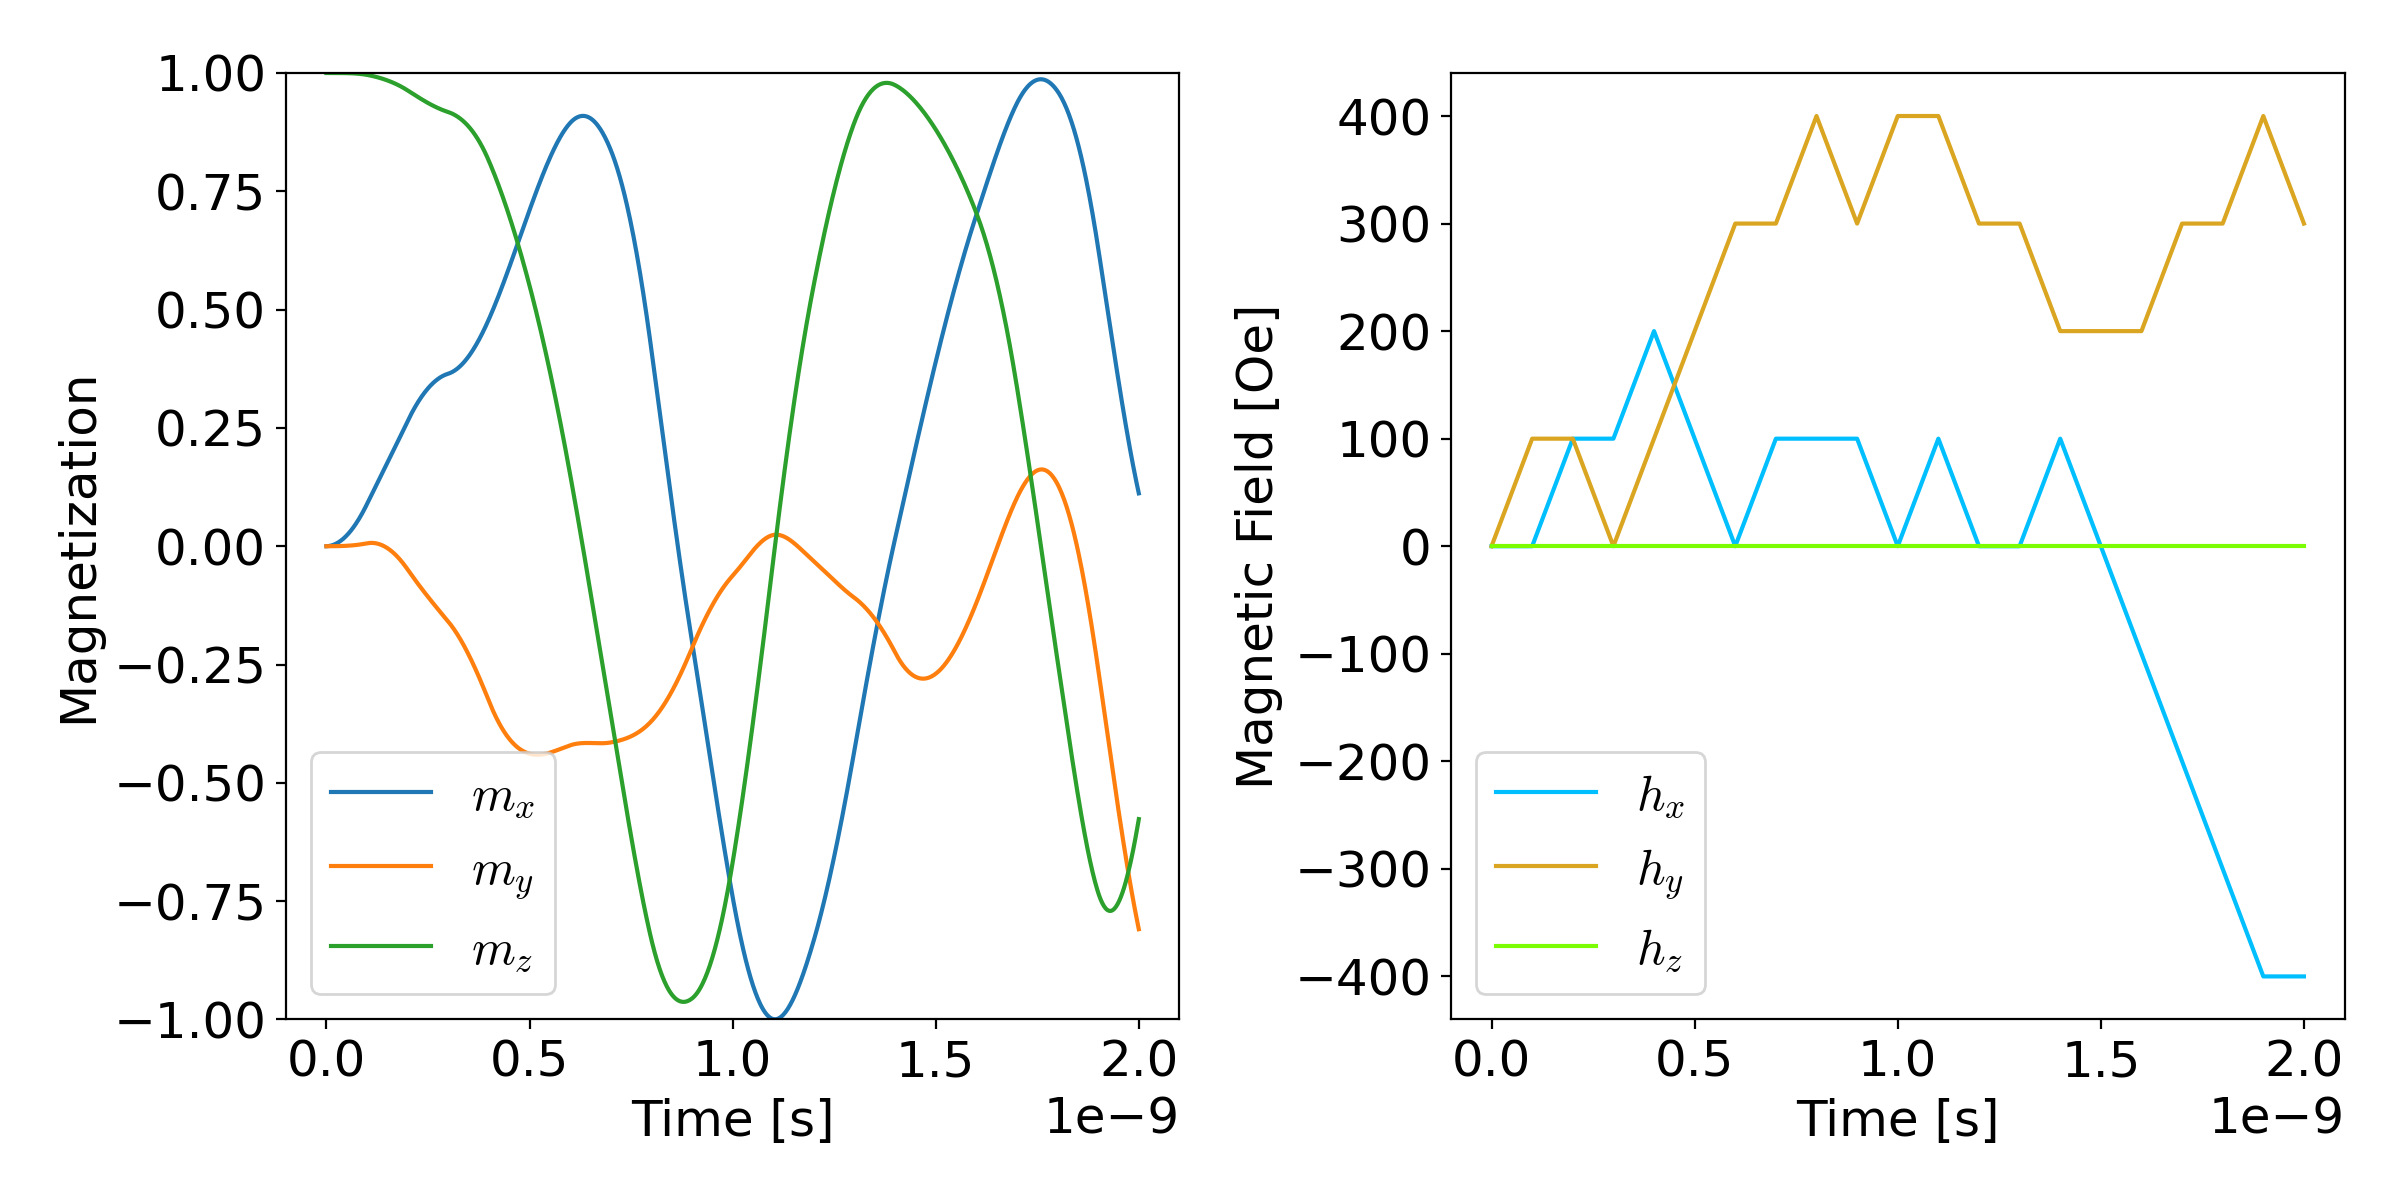 1.00
0.75
0.50
0.25
0.00
−0.25
−0.50
−0.75
−1.00
Magnetization
m_x
m_y
m_z
0.0 0.5 1.0 1.5 2.0
Time [s]
1e−9
400
300
200
100
0
−100
−200
−300
−400
Magnetic Field [Oe]
h_x
h_y
h_z
0.0 0.5 1.0 1.5 2.0
Time [s]
1e−9